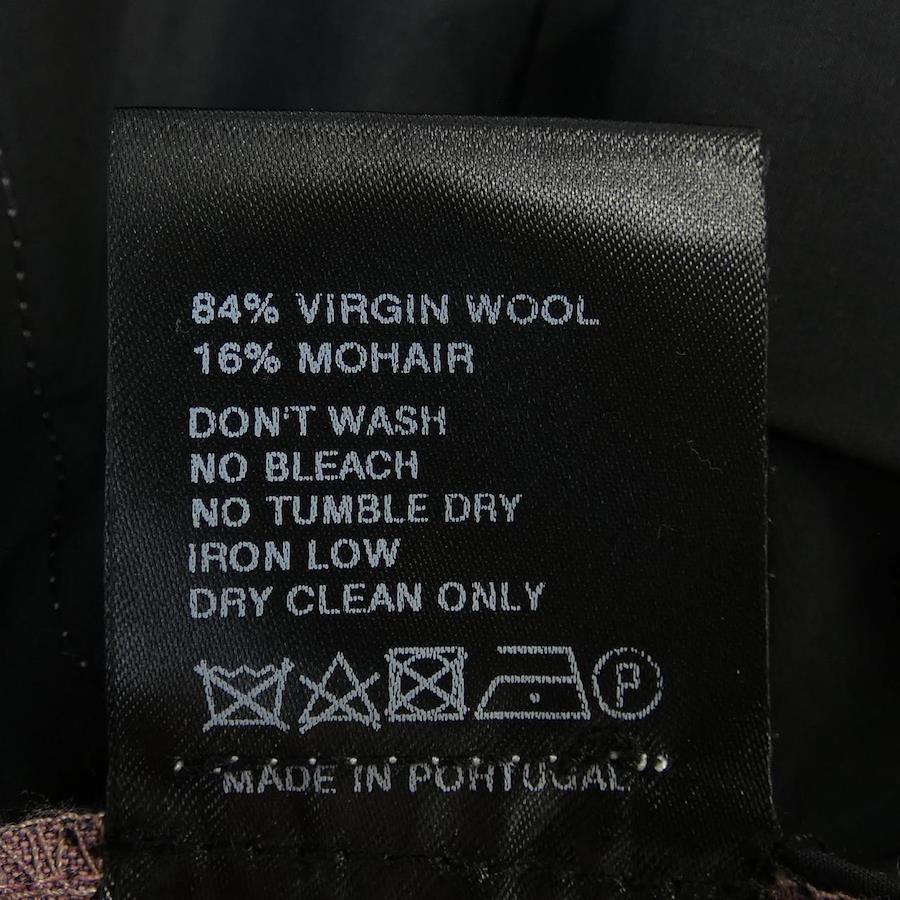 84% VIRGIN WOOL
16% MOHAIR
DON'T WASH
NO BLEACH
NO TUMBLE DRY
IRON LOW
DRY CLEAN ONLY
P
MADE IN PORTUGAL